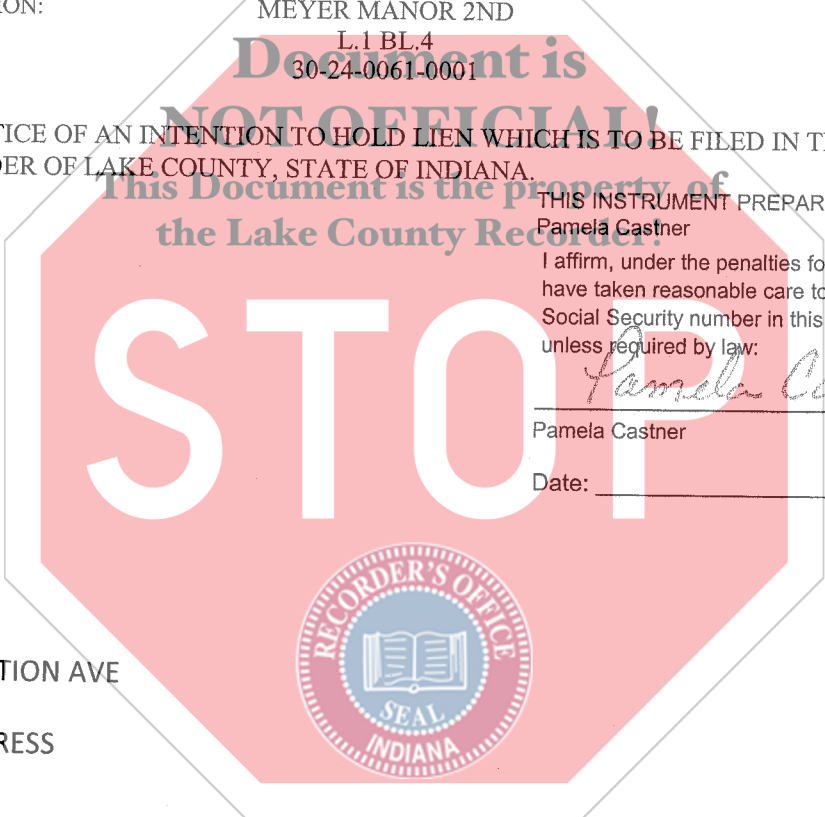 ON:
MEYER MANOR 2ND
L.1 BL.4
30-24-0061-0001
Document is
NOT OFFICIAL!
TICE OF AN INTENTION TO HOLD LIEN WHICH IS TO BE FILED IN T
DER OF LAKE COUNTY, STATE OF INDIANA.
This Document is the property of
the Lake County Recorder!
THIS INSTRUMENT PREPAR
Pamela Castner
I affirm, under the penalties fo
have taken reasonable care to
Social Security number in this
unless required by law:
Pamela Ca
Pamela Castner
Date:
STOP
RECORDER'S OFFICE
SEAL
INDIANA
TION AVE
RESS